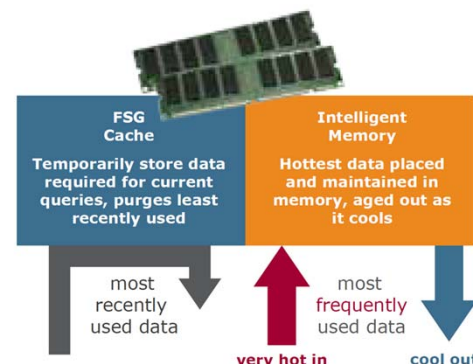 FSG
Cache
Temporarily store data
required for current
queries, purges least
recently used
Intelligent
Memory
Hottest data placed
and maintained in
memory, aged out as
it cools
most
recently
used data
most
frequently
used data
very hot in
cool out